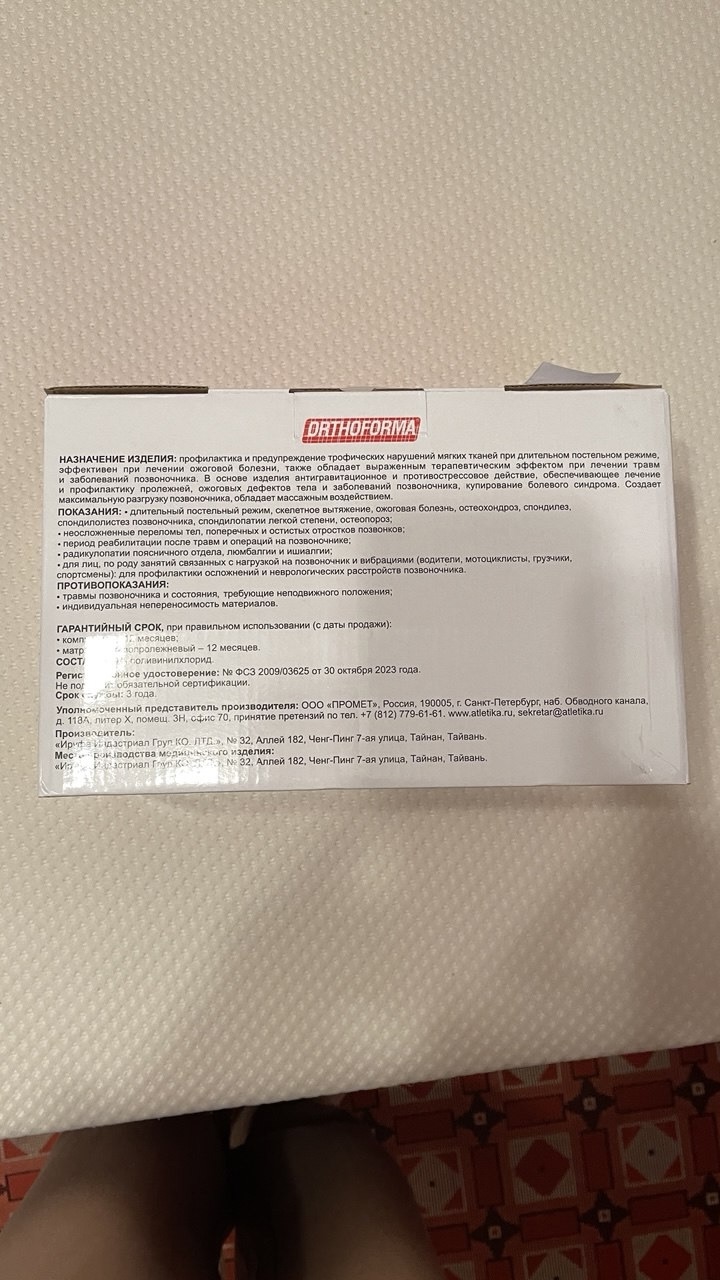 ORTHOFORMA
НАЗНАЧЕНИЕ ИЗДЕЛИЯ: профилактика и предупреждение трофических нарушений мягких тканей при длительном постельном режиме,
эффективен при лечении ожоговой болезни, также обладает выраженным терапевтическим эффектом при лечении травм
и заболеваний позвоночника. В основе изделия антигравитационное и противострессовое действие, обеспечивающее лечение
и профилактику пролежней, ожоговых дефектов тела и заболеваний позвоночника, купирование болевого синдрома. Создает
максимальную разгрузку позвоночника, обладает массажным воздействием.
ПОКАЗАНИЯ: • длительный постельный режим, скелетное вытяжение, ожоговая болезнь, остеохондроз, спондилез,
спондилолистез позвоночника, спондилопатии легкой степени, остеопороз;
• неосложненные переломы тел, поперечных и остистых отростков позвонков;
• период реабилитации после травм и операций на позвоночнике;
• радикулопатии поясничного отдела, люмбалгии и ишиалгии;
• для лиц, по роду занятий связанных с нагрузкой на позвоночник и вибрациями (водители, мотоциклисты, грузчики,
спортсмены): для профилактики осложнений и неврологических расстройств позвоночника.
ПРОТИВОПОКАЗАНИЯ:
• травмы позвоночника и состояния, требующие неподвижного положения;
• индивидуальная непереносимость материалов.
ГАРАНТИЙНЫЙ СРОК, при правильном использовании (с даты продажи):
12 месяцев;
– 12 месяцев.
поливинилхлорид.
удостоверение: № ФСЗ 2009/03625 от 30 октября 2023 года.
Не обязательной сертификации.
Срок службы: 3 года.
Уполномоченный представитель производителя: ООО «ПРОМЕТ», Россия, 190005, г. Санкт-Петербург, наб. Обводного канала,
д. 118А, литер Х, помещ. 3Н, офис 70, принятие претензий по тел. +7 (812) 779-61-61. www.atletika.ru, sekretar@atletika.ru
Производитель:
Индастриал Груп КО. ЛТД.», № 32, Аллей 182, Ченг-Пинг 7-ая улица, Тайнан, Тайвань.
Место производства медицинского изделия:
Индастриал Груп № 32, Аллей 182, Ченг-Пинг 7-ая улица, Тайнан, Тайвань.